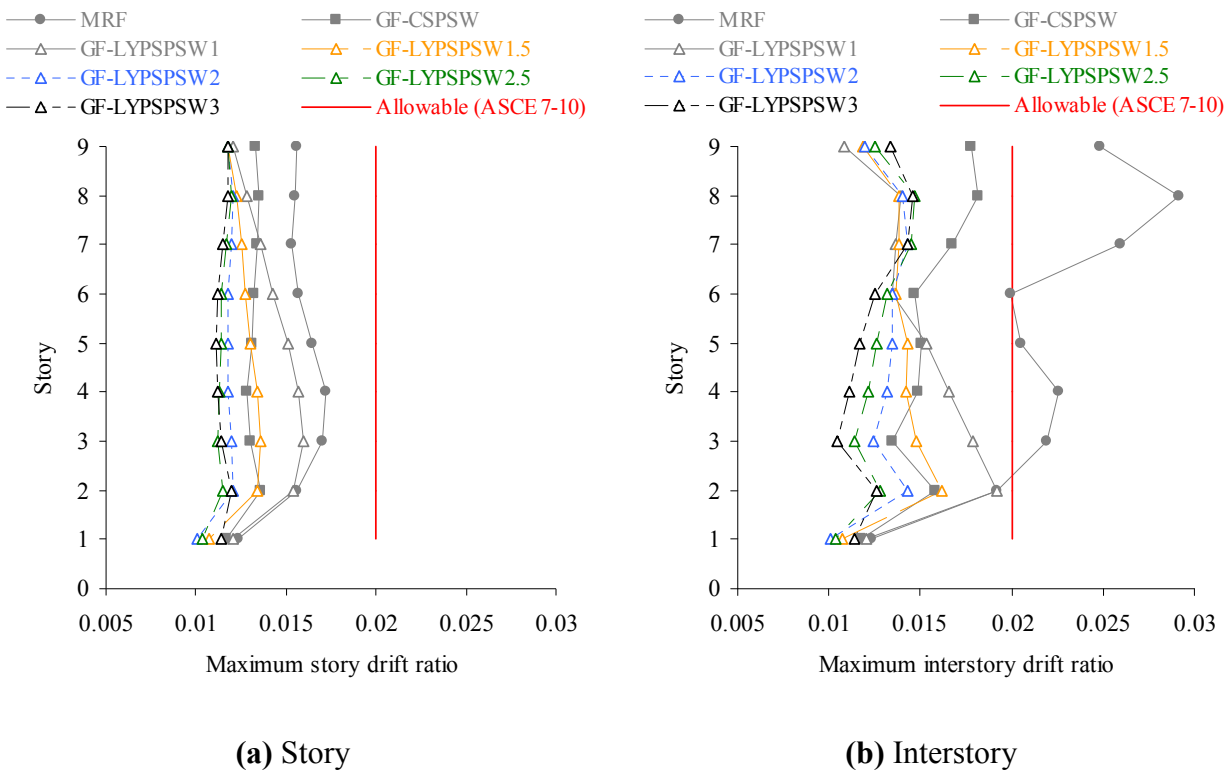 MRF GF-CSPSW
GF-LYPSPSW1 GF-LYPSPSW1.5
GF-LYPSPSW2 GF-LYPSPSW2.5
GF-LYPSPSW3 Allowable (ASCE 7-10)
9
8
7
6
5
4
3
2
1
0
Story
0.005 0.01 0.015 0.02 0.025 0.03
Maximum story drift ratio
(a) Story
MRF GF-CSPSW
GF-LYPSPSW1 GF-LYPSPSW1.5
GF-LYPSPSW2 GF-LYPSPSW2.5
GF-LYPSPSW3 Allowable (ASCE 7-10)
9
8
7
6
5
4
3
2
1
0
Story
0.005 0.01 0.015 0.02 0.025 0.03
Maximum interstory drift ratio
(b) Interstory